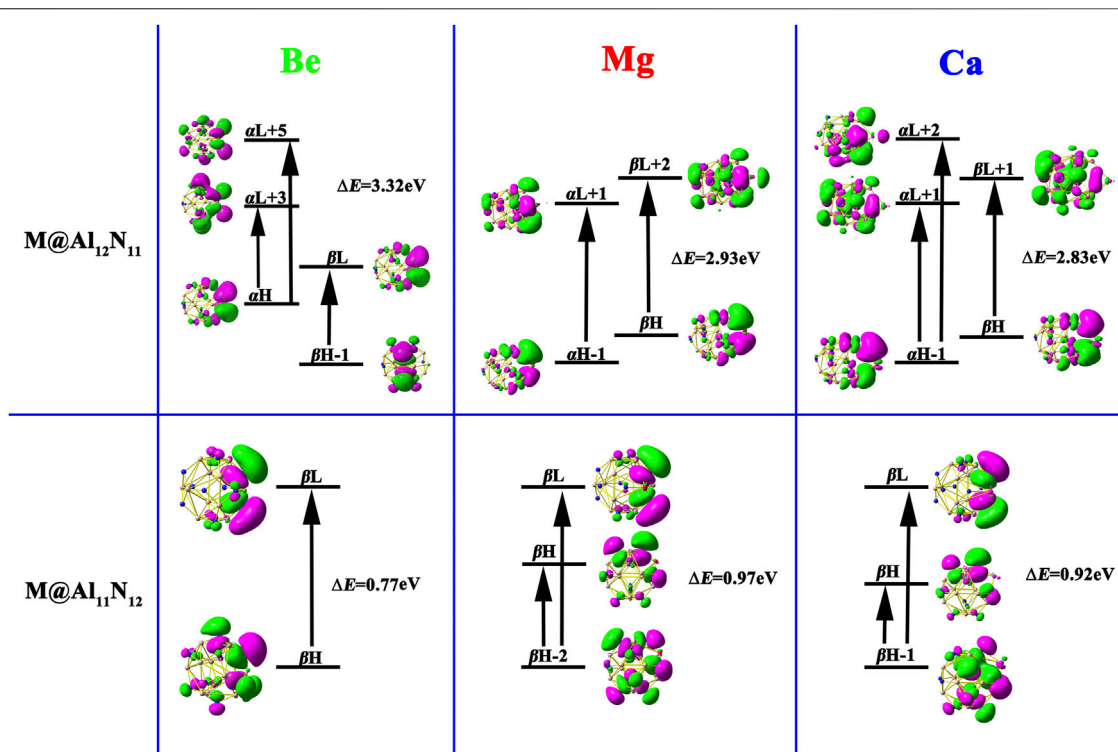 Be
Mg
Ca
M@Al₁₂N₁₁
αL+5
αL+3
αH
ΔE=3.32eV
βL
βH-1
αL+1
αH-1
βL+2
βH
ΔE=2.93eV
αL+2
αL+1
αH-1
βL+1
βH
ΔE=2.83eV
M@Al₁₁N₁₂
βL
βH
ΔE=0.77eV
βL
βH
βH-2
ΔE=0.97eV
βL
βH
βH-1
ΔE=0.92eV